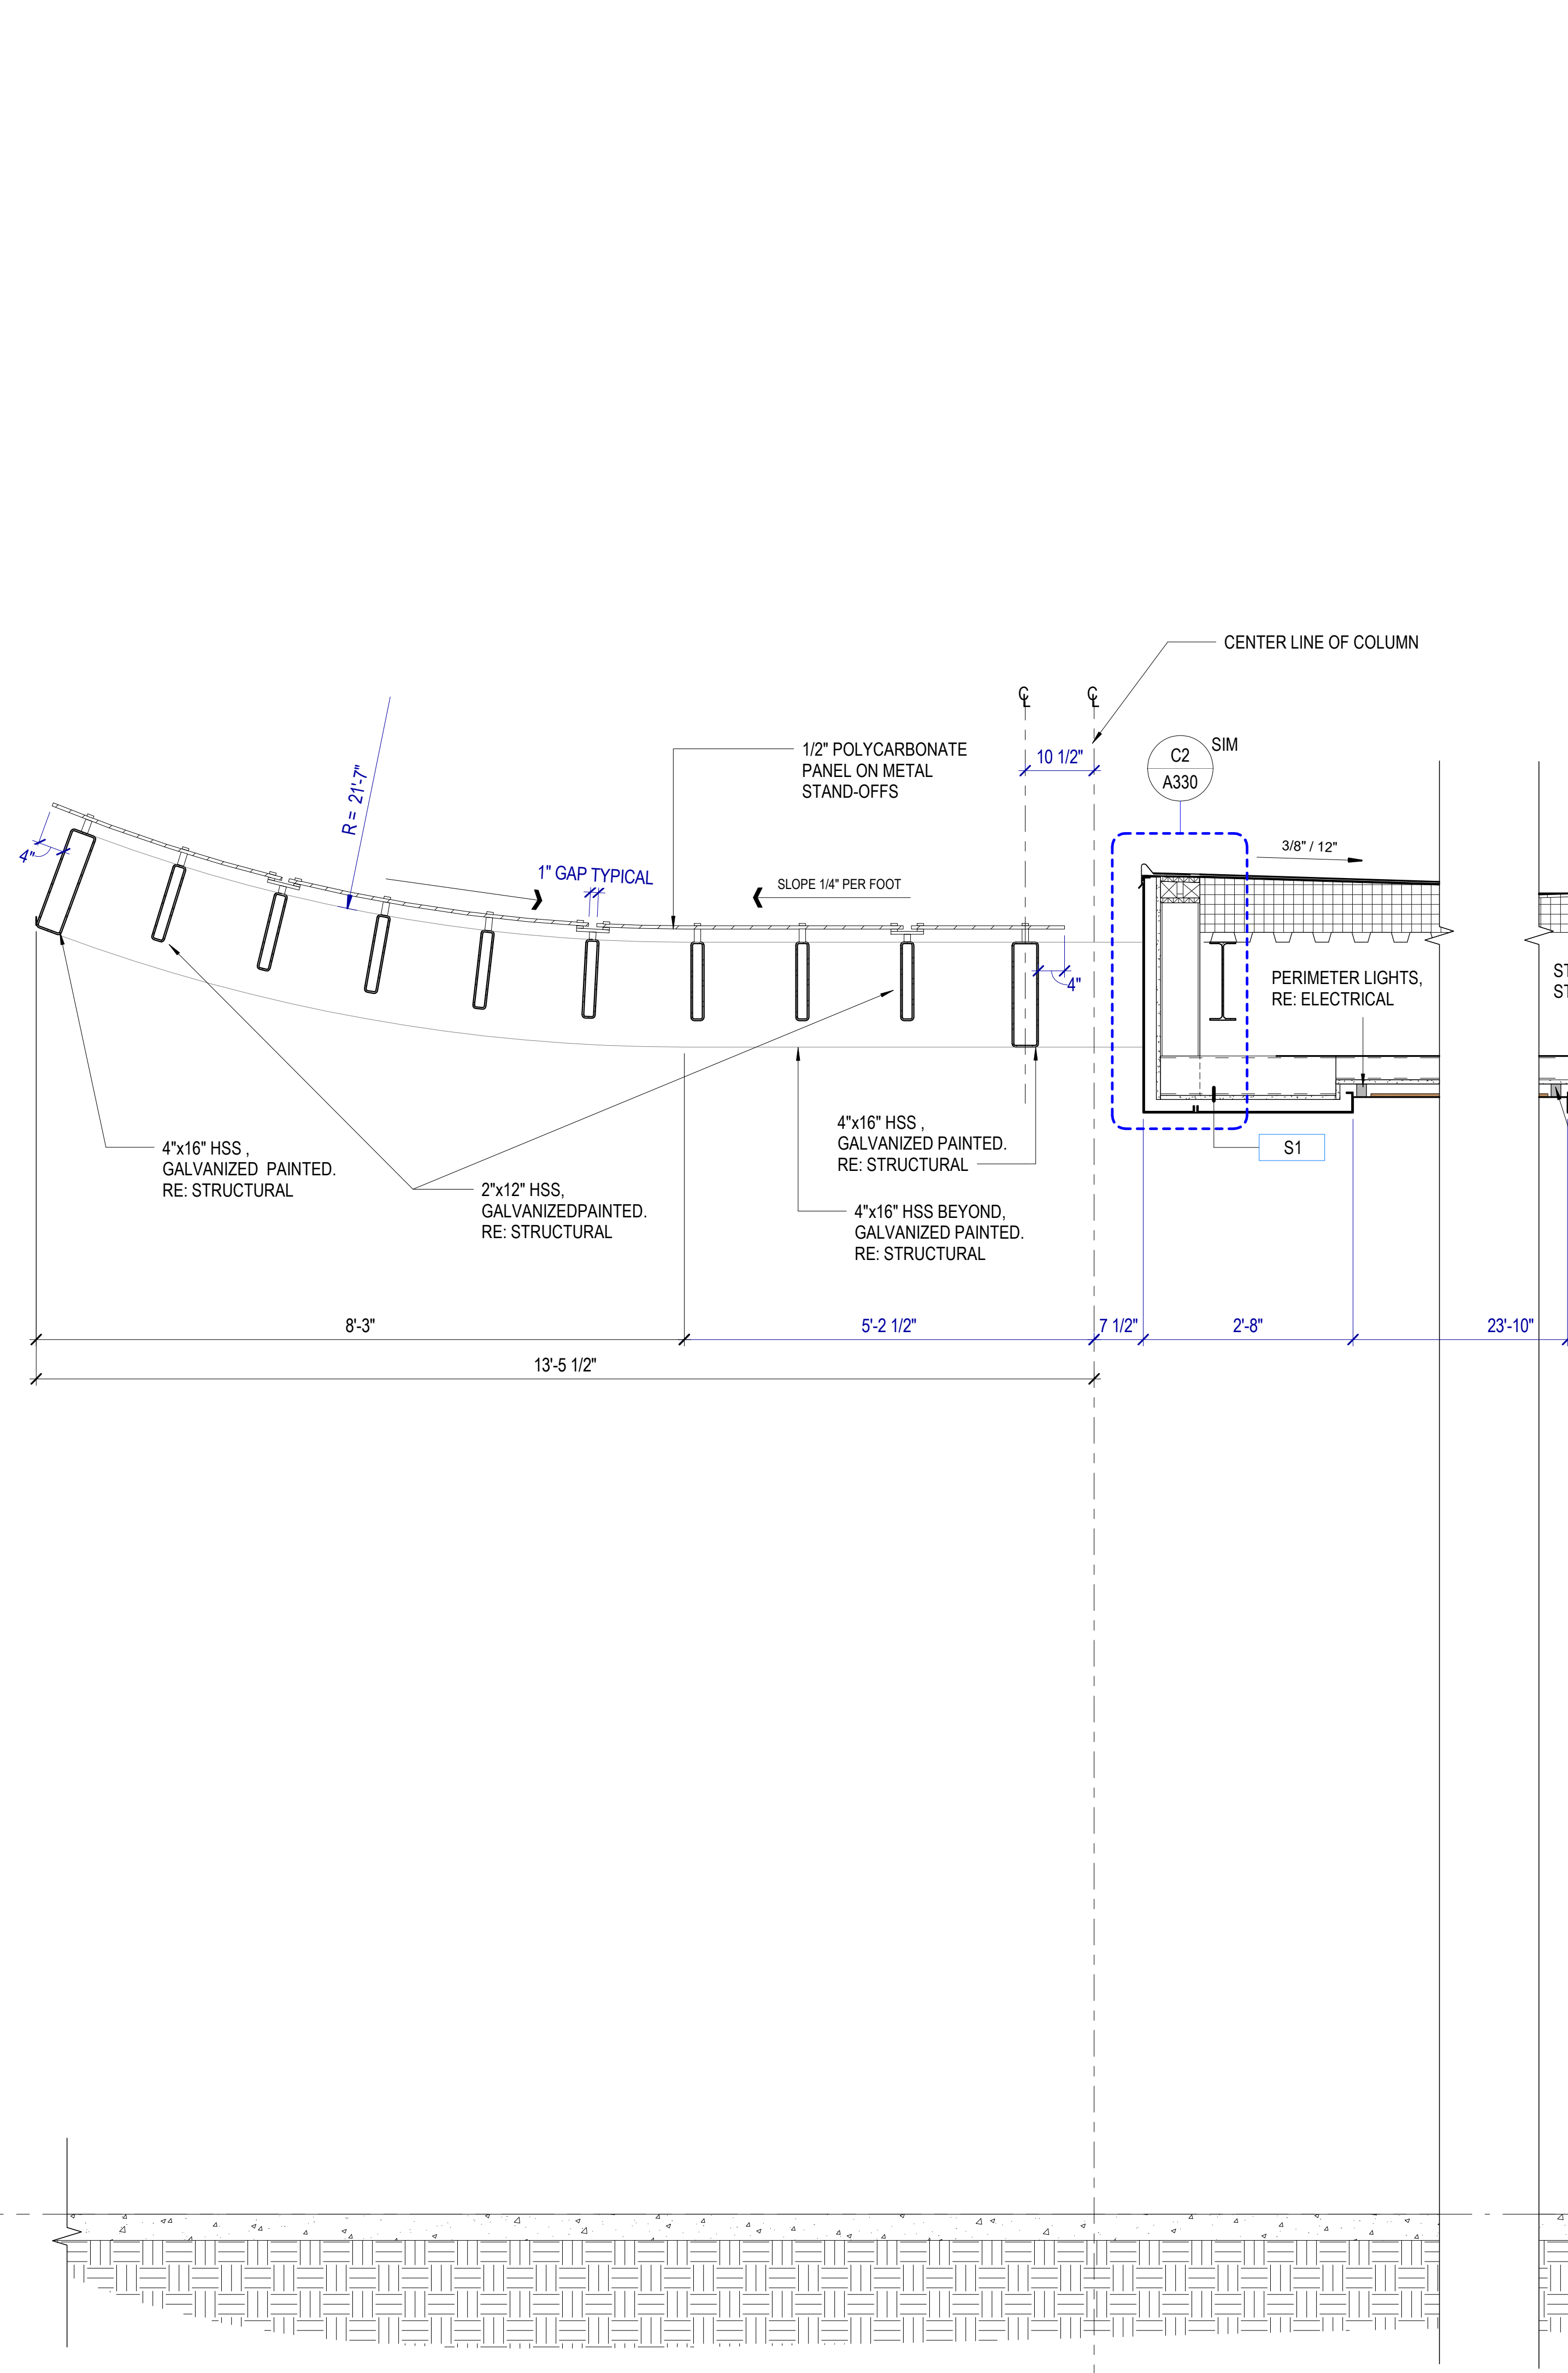 CENTER LINE OF COLUMN
℄
℄
10 1/2"
C2
A330
SIM
1/2" POLYCARBONATE
PANEL ON METAL
STAND-OFFS
R = 21'-7"
3/8" / 12"
4"
1" GAP TYPICAL
SLOPE 1/4" PER FOOT
4"
PERIMETER LIGHTS,
RE: ELECTRICAL
ST
ST
4"x16" HSS ,
GALVANIZED PAINTED.
RE: STRUCTURAL
2"x12" HSS,
GALVANIZEDPAINTED.
RE: STRUCTURAL
4"x16" HSS ,
GALVANIZED PAINTED.
RE: STRUCTURAL
4"x16" HSS BEYOND,
GALVANIZED PAINTED.
RE: STRUCTURAL
S1
8'-3"
5'-2 1/2"
7 1/2"
2'-8"
23'-10"
13'-5 1/2"